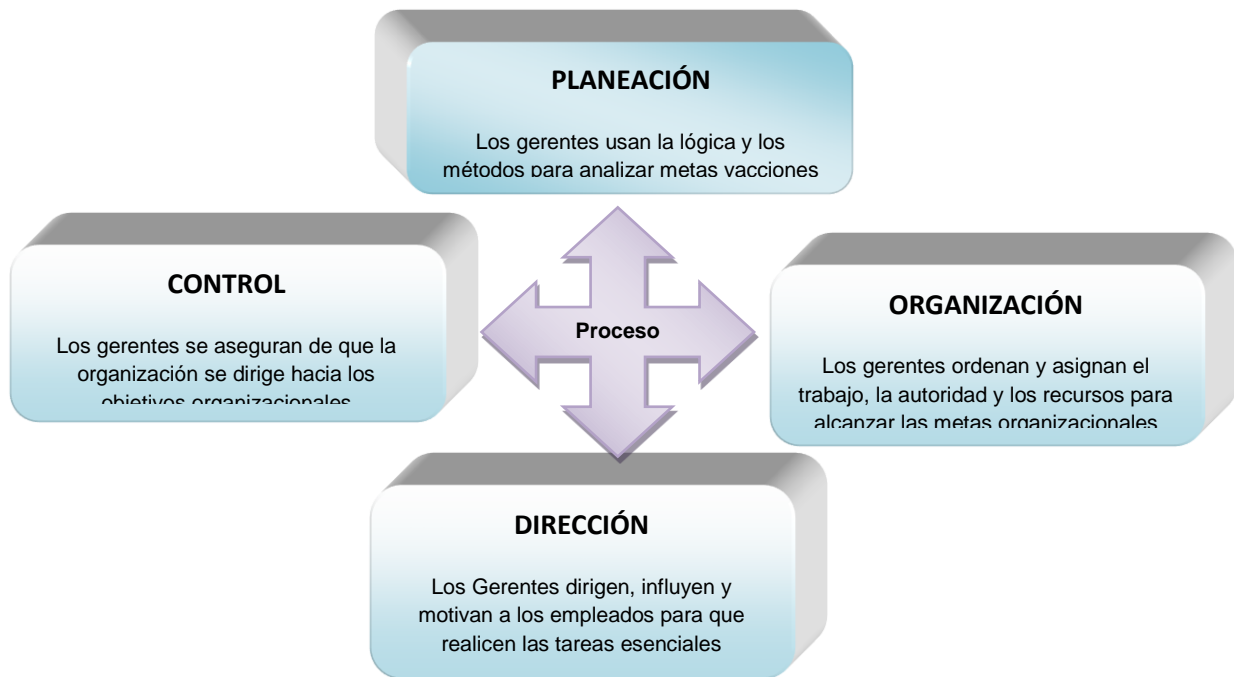 PLANEACIÓN
Los gerentes usan la lógica y los
métodos para analizar metas vacciones
CONTROL
Los gerentes se aseguran de que la
organización se dirige hacia los
objetivos organizacionales
Proceso
ORGANIZACIÓN
Los gerentes ordenan y asignan el
trabajo, la autoridad y los recursos para
alcanzar las metas organizacionales
DIRECCIÓN
Los Gerentes dirigen, influyen y
motivan a los empleados para que
realicen las tareas esenciales